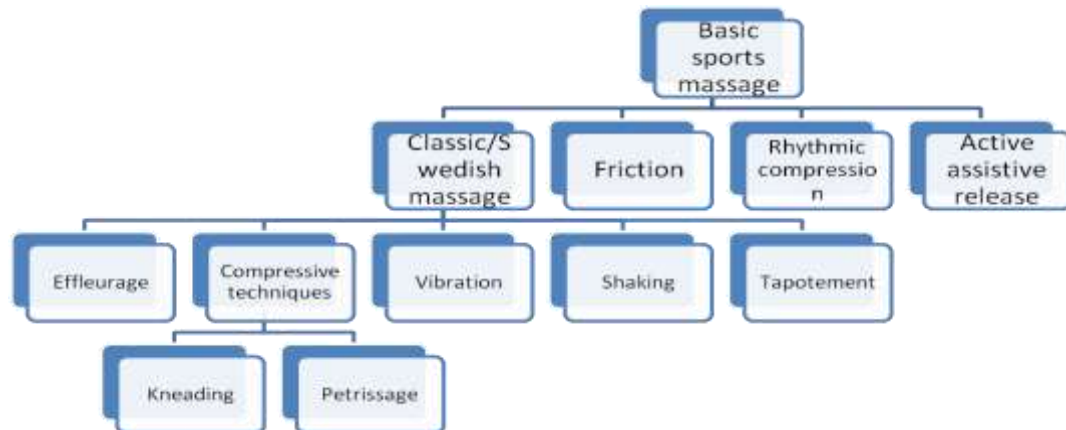 Basic
sports
massage
Classic/S
wedish
massage
Friction
Rhythmic
compressio
n
Active
assistive
release
Effleurage
Compressive
techniques
Vibration
Shaking
Tapotement
Kneading
Petrissage